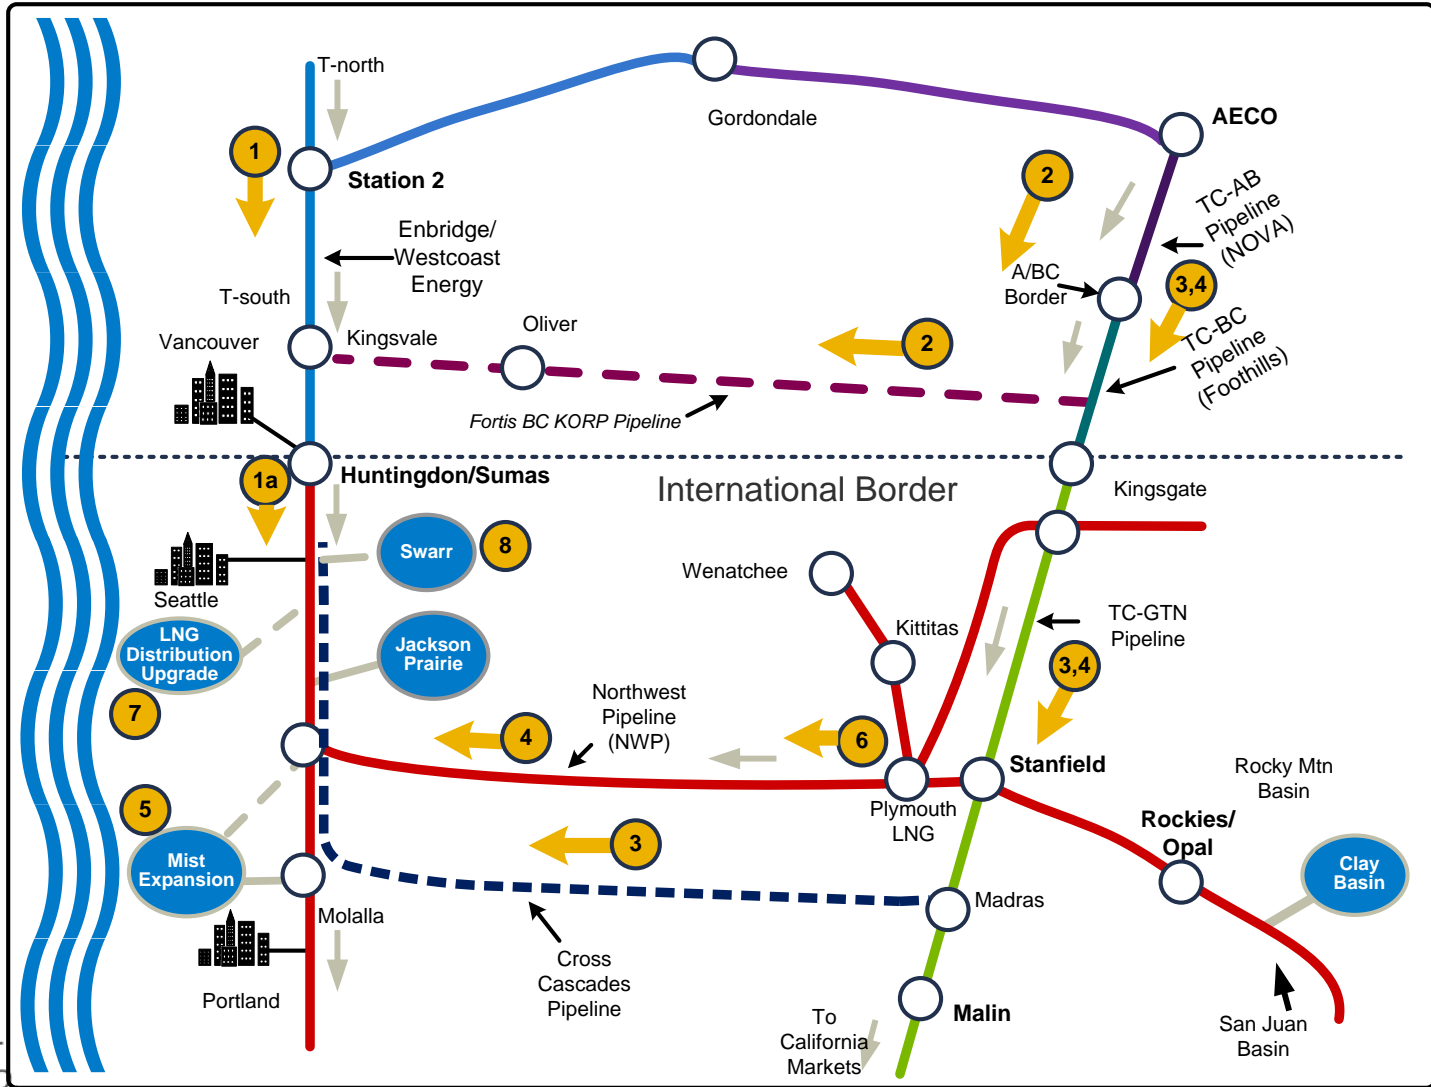 T-north
Gordondale
AECO
1
Station 2
2
TC-AB
Pipeline
(NOVA)
Enbridge/
Westcoast
Energy
A/BC
Border
3,4
T-south
Vancouver
Kingsvale
Oliver
2
TC-BC
Pipeline
(Foothills)
Fortis BC KORP Pipeline
1a
Huntingdon/Sumas
International Border
Kingsgate
Swarr
8
Seattle
Wenatchee
LNG
Distribution
Upgrade
Jackson
Prairie
Kittitas
TC-GTN
Pipeline
3,4
7
Northwest
Pipeline
(NWP)
4
6
Stanfield
Rocky Mtn
Basin
5
Plymouth
LNG
Rockies/
Opal
3
Mist
Expansion
Clay
Basin
Molalla
Madras
Cross
Cascades
Pipeline
Portland
Malin
To
California
Markets
San Juan
Basin